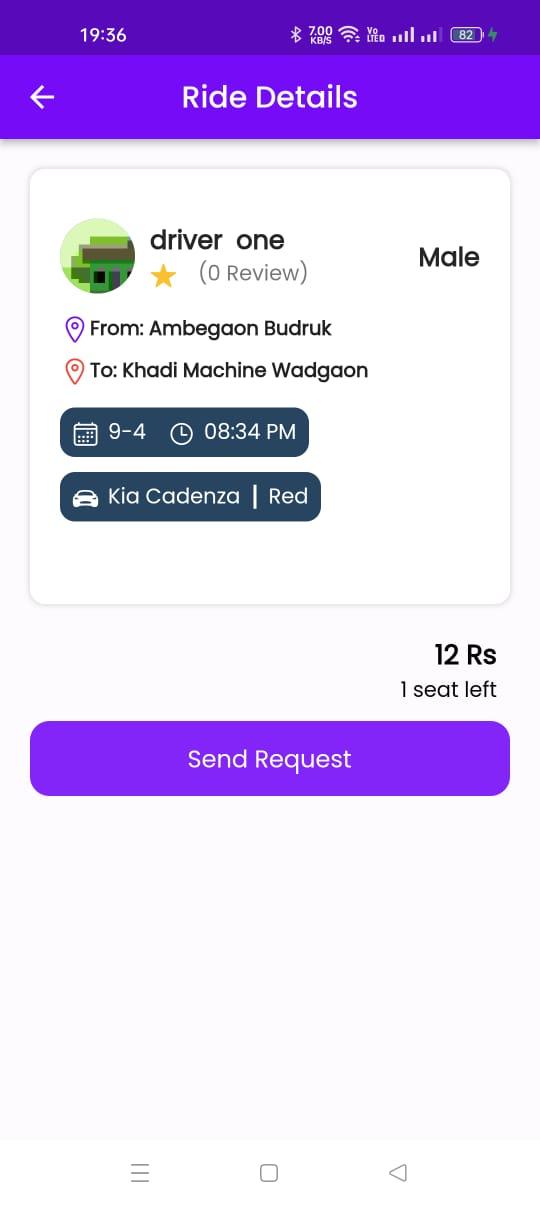 19:36 7.00 KB/S Vo LTE 82
Ride Details
driver one
(0 Review)
Male
From: Ambegaon Budruk
To: Khadi Machine Wadgaon
9-4 08:34 PM
Kia Cadenza | Red
12 Rs
1 seat left
Send Request